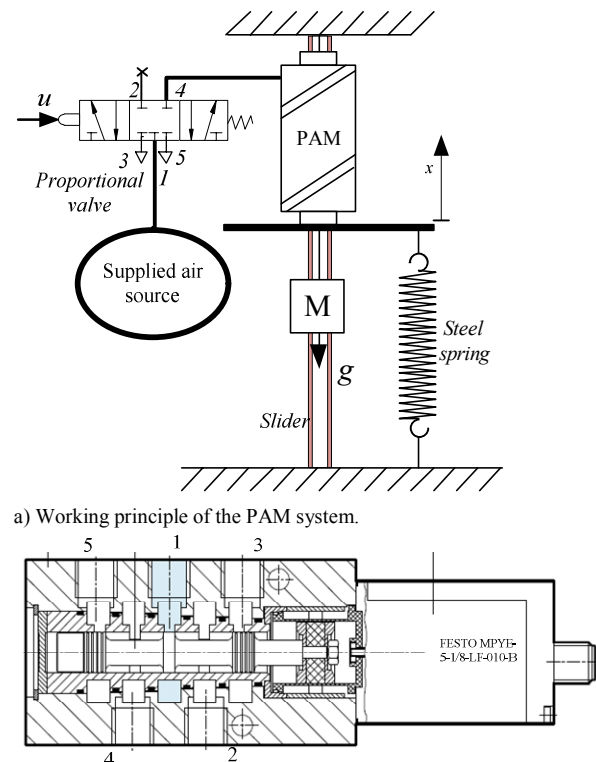 2 4
u
3 1 5
PAM
x
Proportional
valve
Supplied air
source
M
g
Steel
spring
Slider
a) Working principle of the PAM system.
5 1 3
FESTO MPYE-
5-1/8-LF-010-B
4 2